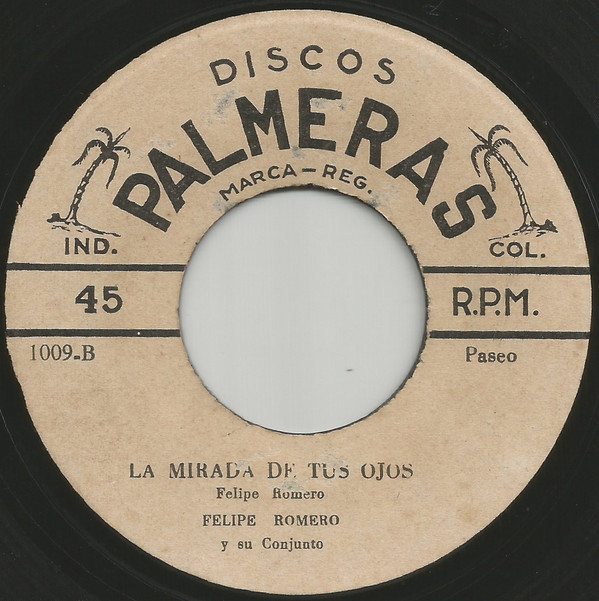 DISCOS
PALMERAS
MARCA-REG.
IND. COL.
45 R.P.M.
1009-B Paseo
LA MIRADA DE TUS OJOS
Felipe Romero
FELIPE ROMERO
y su Conjunto